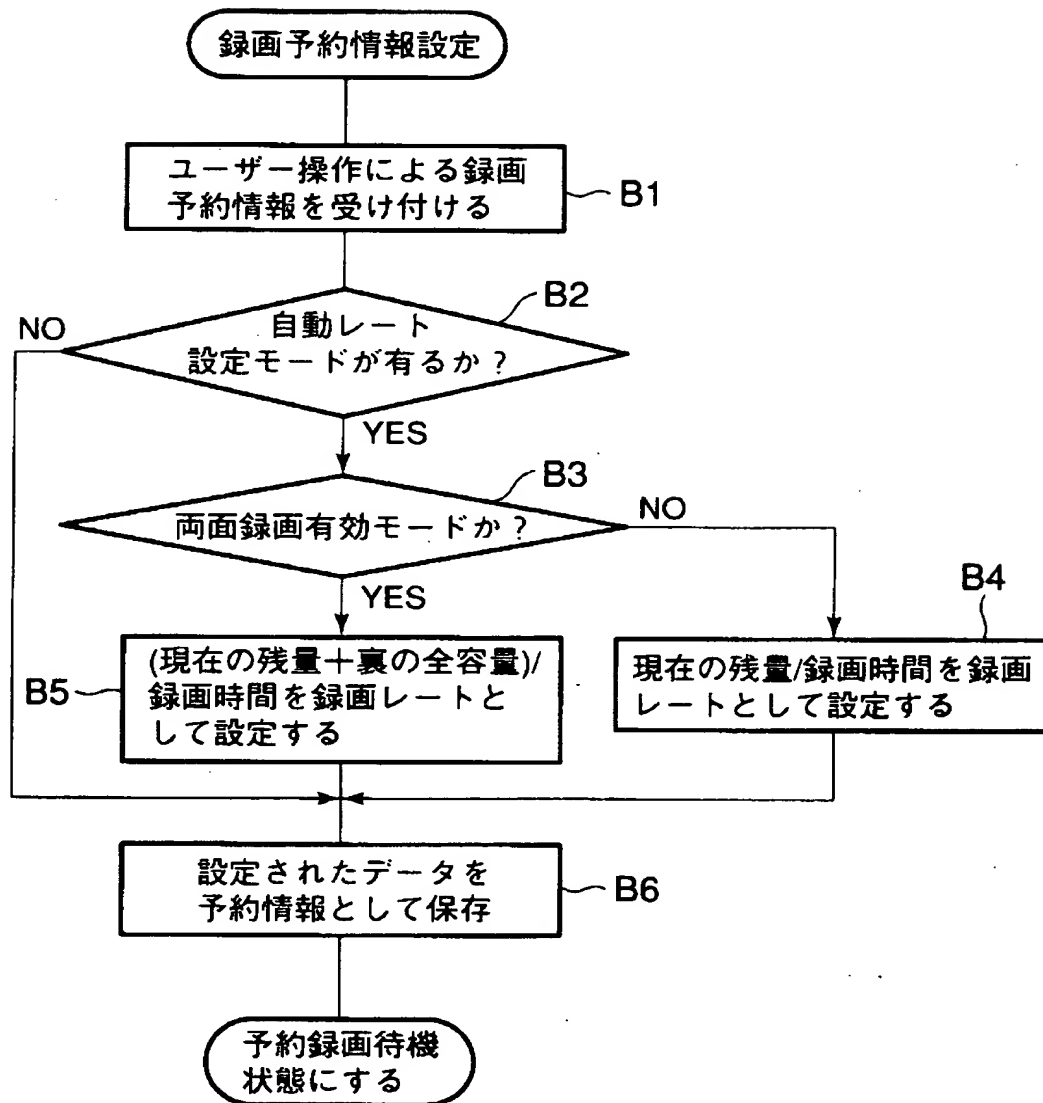 録画予約情報設定
ユーザー操作による録画
予約情報を受け付ける
B1
B2
NO
自動レート
設定モードが有るか?
YES
B3
両面録画有効モードか?
NO
YES
B4
B5
(現在の残量+裏の全容量)/
録画時間を録画レートと
して設定する
現在の残量/録画時間を録画
レートとして設定する
設定されたデータを
予約情報として保存
B6
予約録画待機
状態にする